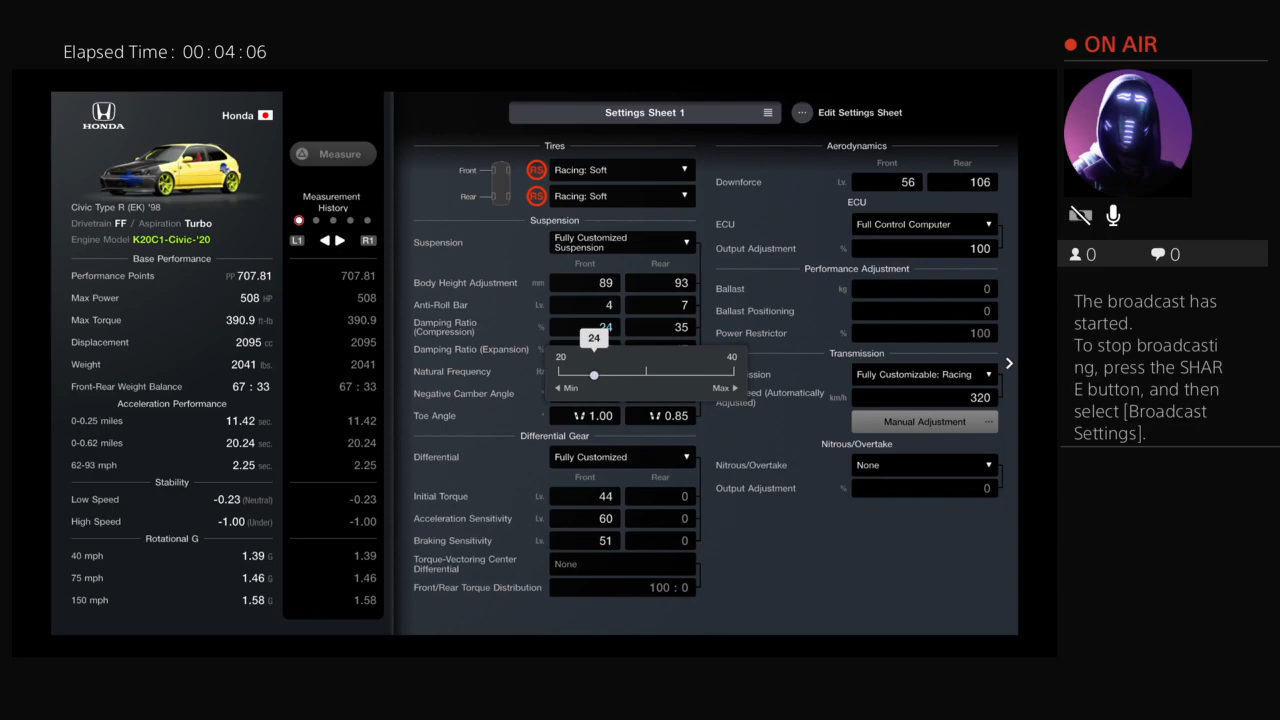 Elapsed Time: 00:04:06
ON AIR
HONDA
Honda
Civic Type R (EK) '98
Drivetrain FF / Aspiration Turbo
Engine Model K20C1-Civic-'20
Base Performance
Performance Points PP 707.81
Max Power 508 HP
Max Torque 390.9 ft-lb
Displacement 2095 cc
Weight 2041 lbs.
Front-Rear Weight Balance 67 : 33
Acceleration Performance
0-0.25 miles 11.42 sec.
0-0.62 miles 20.24 sec.
62-93 mph 2.25 sec.
Stability
Low Speed -0.23 (Neutral)
High Speed -1.00 (Under)
Rotational G
40 mph 1.39 G
75 mph 1.46 G
150 mph 1.58 G
Measure
Measurement
History
L1 R1
707.81
508
390.9
2095
2041
67 : 33
11.42
20.24
2.25
-0.23
-1.00
1.39
1.46
1.58
Settings Sheet 1
Edit Settings Sheet
Tires
Front RS Racing: Soft
Rear RS Racing: Soft
Suspension
Suspension Fully Customized
Suspension
Front Rear
Body Height Adjustment mm 89 93
Anti-Roll Bar Lv. 4 7
Damping Ratio
(Compression) % 24 35
Damping Ratio (Expansion) %
24
20 40
Min Max
Natural Frequency Hz
Negative Camber Angle
Toe Angle 1.00 0.85
Differential Gear
Differential Fully Customized
Front Rear
Initial Torque Lv. 44 0
Acceleration Sensitivity Lv. 60 0
Braking Sensitivity Lv. 51 0
Torque-Vectoring Center
Differential None
Front/Rear Torque Distribution 100 : 0
Aerodynamics
Front Rear
Downforce Lv. 56 106
ECU
ECU Full Control Computer
Output Adjustment % 100
Performance Adjustment
Ballast kg 0
Ballast Positioning 0
Power Restrictor % 100
Transmission
Fully Customizable: Racing
(Automatically
Adjusted) km/h 320
Manual Adjustment
Nitrous/Overtake
Nitrous/Overtake None
Output Adjustment % 0
0 0
The broadcast has
started.
To stop broadcasti
ng, press the SHAR
E button, and then
select [Broadcast
Settings].